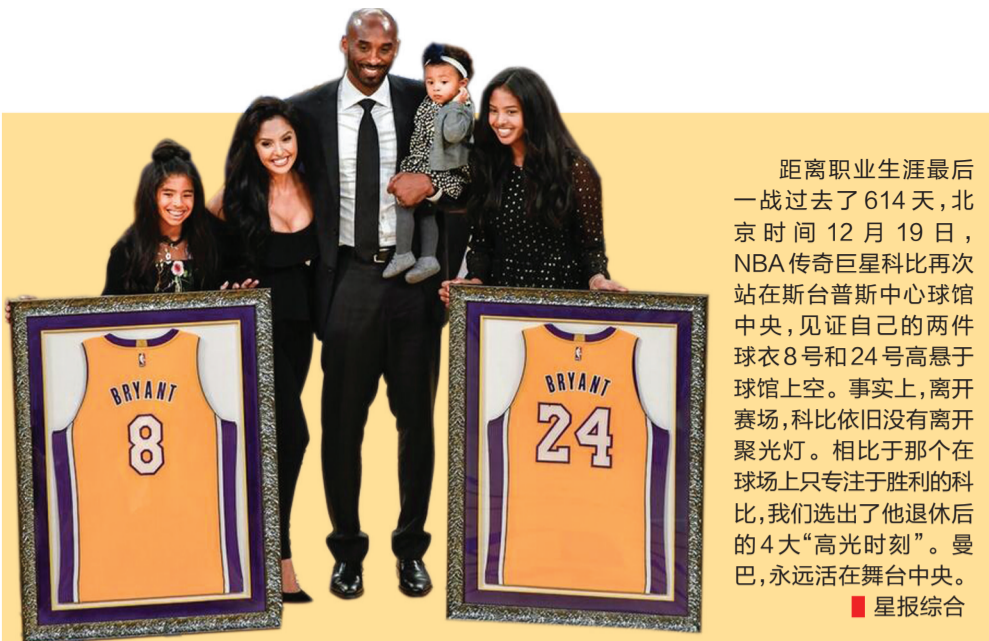 BRYANT
8
BRYANT
24
距离职业生涯最后
一战过去了614天,北
京时间12月19日,
NBA传奇巨星科比再次
站在斯台普斯中心球馆
中央,见证自己的两件
球衣8号和24号高悬于
球馆上空。事实上,离开
赛场,科比依旧没有离开
聚光灯。相比于那个在
球场上只专注于胜利的科
比,我们选出了他退休后
的4大“高光时刻”。曼
巴,永远活在舞台中央。
星报综合